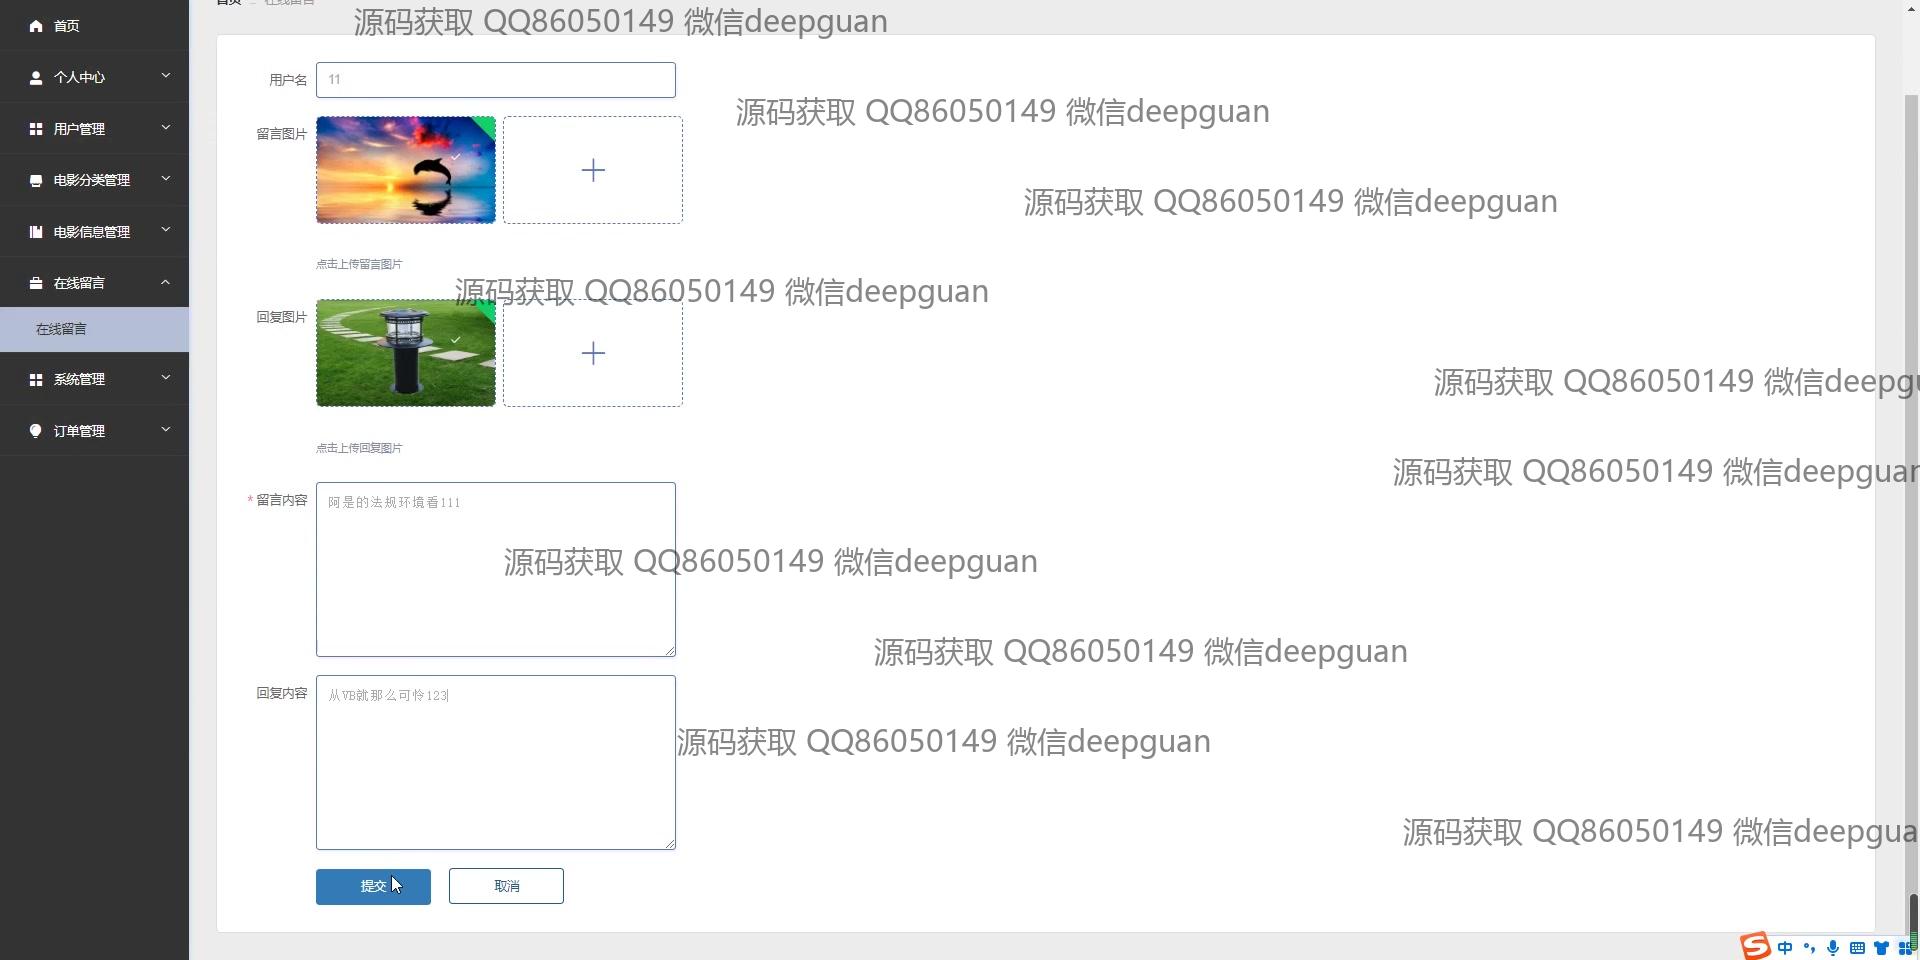 首页
个人中心
用户管理
电影分类管理
电影信息管理
在线留言
在线留言
系统管理
订单管理
首页 在线留言
源码获取 QQ86050149 微信deepguan
用户名 11
源码获取 QQ86050149 微信deepguan
留言图片
源码获取 QQ86050149 微信deepguan
点击上传留言图片
源码获取 QQ86050149 微信deepguan
回复图片
源码获取 QQ86050149 微信deepgu
点击上传回复图片
源码获取 QQ86050149 微信deepguan
* 留言内容 阿是的法规环境看111
源码获取 QQ86050149 微信deepguan
源码获取 QQ86050149 微信deepguan
回复内容 从VB就那么可怜123
源码获取 QQ86050149 微信deepguan
源码获取 QQ86050149 微信deepgua
提交 取消
中